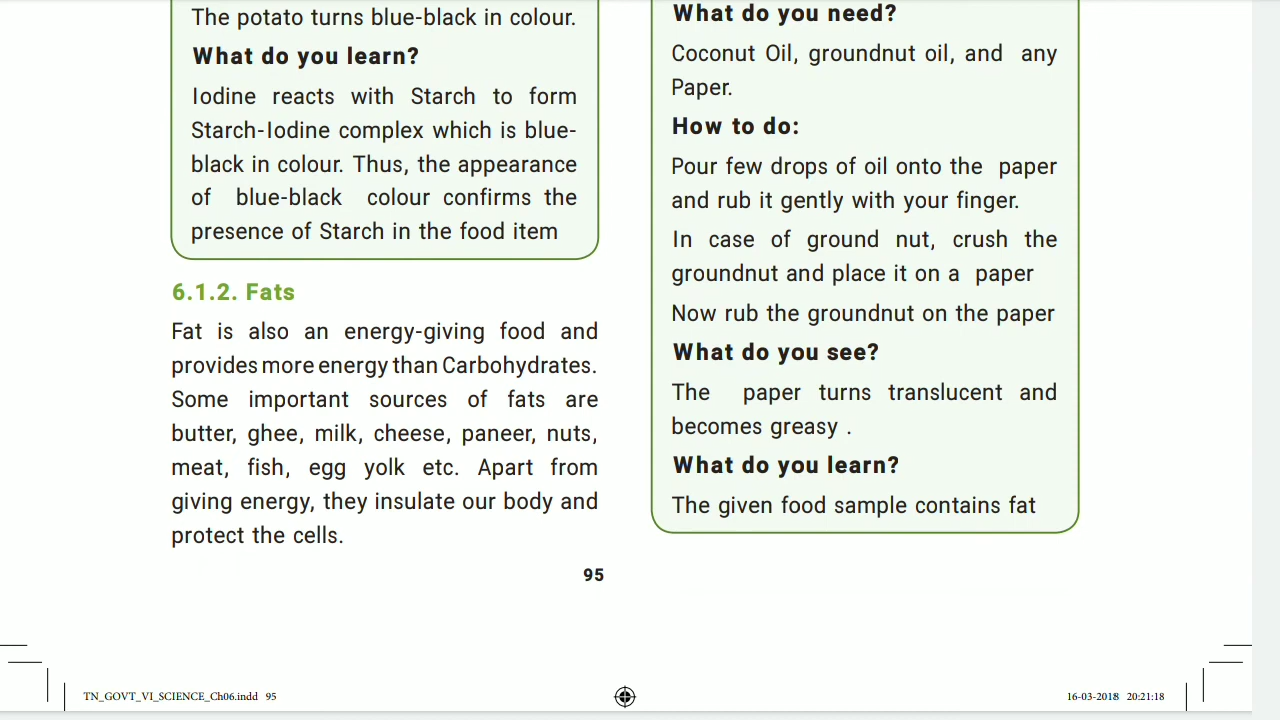 The potato turns blue-black in colour.
What do you learn?
Iodine reacts with Starch to form
Starch-Iodine complex which is blue-
black in colour. Thus, the appearance
of blue-black colour confirms the
presence of Starch in the food item
6.1.2. Fats
Fat is also an energy-giving food and
provides more energy than Carbohydrates.
Some important sources of fats are
butter, ghee, milk, cheese, paneer, nuts,
meat, fish, egg yolk etc. Apart from
giving energy, they insulate our body and
protect the cells.
What do you need?
Coconut Oil, groundnut oil, and any
Paper.
How to do:
Pour few drops of oil onto the paper
and rub it gently with your finger.
In case of ground nut, crush the
groundnut and place it on a paper
Now rub the groundnut on the paper
What do you see?
The paper turns translucent and
becomes greasy .
What do you learn?
The given food sample contains fat
95
TN_GOVT_VI_SCIENCE_Ch06.indd 95
16-03-2018 20:21:18